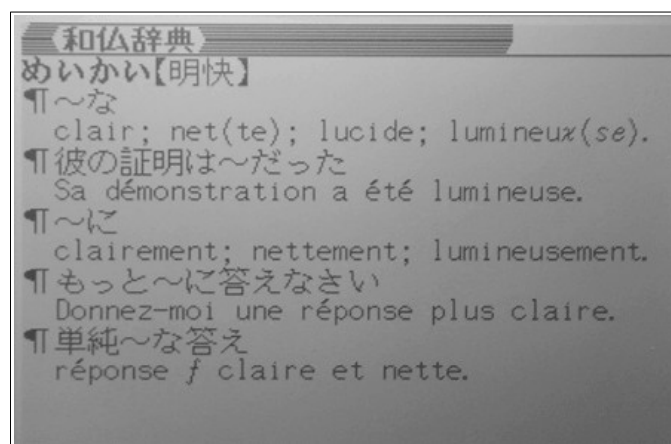 《和仏辞典》
めいかい【明快】
¶～な
clair; net(te); lucide; lumineux(se).
¶彼の証明は～だった
Sa démonstration a été lumineuse.
¶～に
clairement; nettement; lumineusement.
¶もっと～に答えなさい
Donnez-moi une réponse plus claire.
¶単純～な答え
réponse f claire et nette.